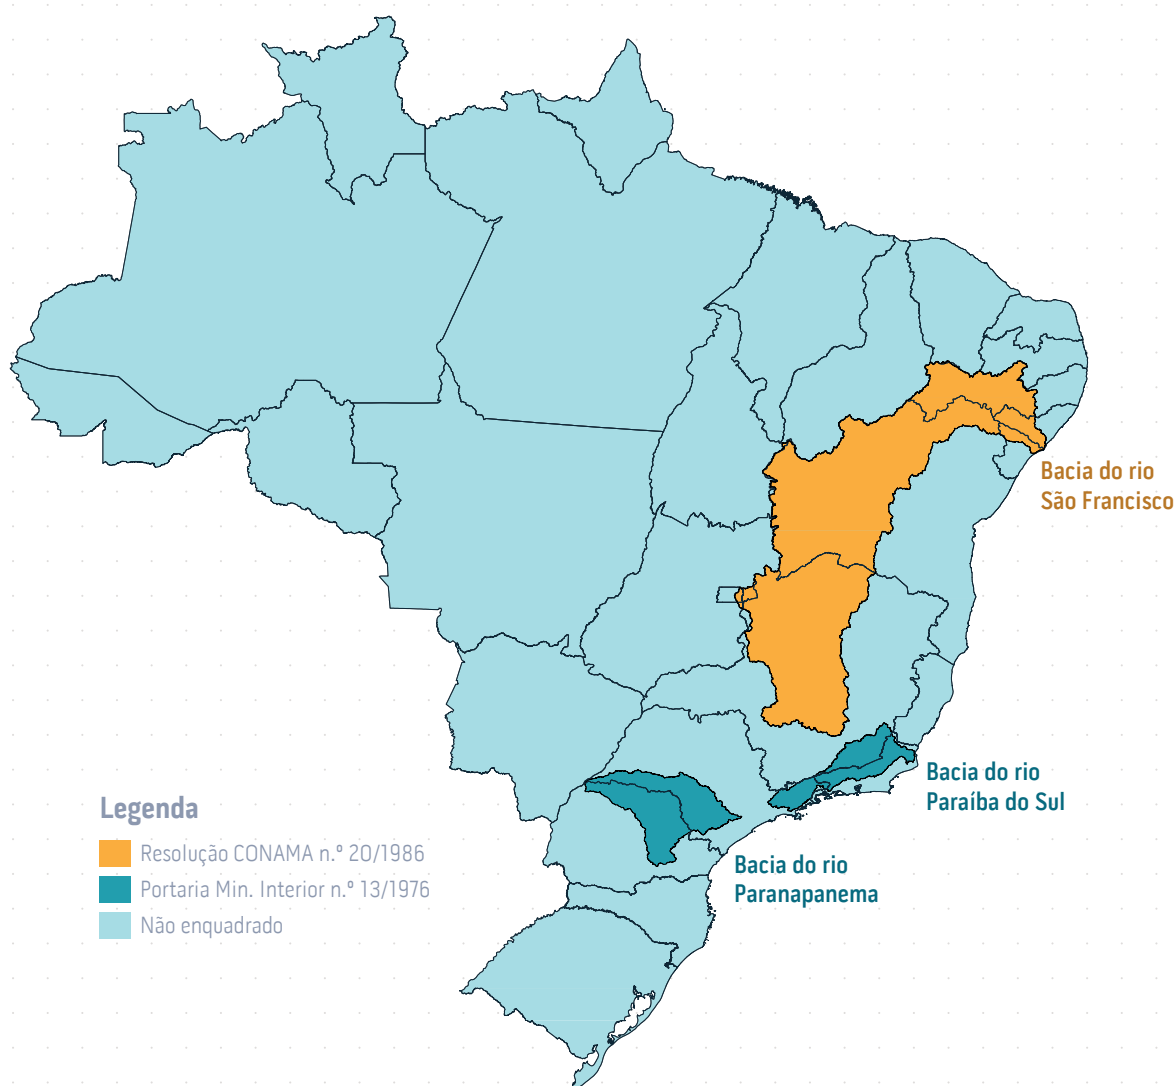 Bacia do rio
São Francisco
Bacia do rio
Paraíba do Sul
Bacia do rio
Paranapanema
Legenda
Resolução CONAMA n.º 20/1986
Portaria Min. Interior n.º 13/1976
Não enquadrado